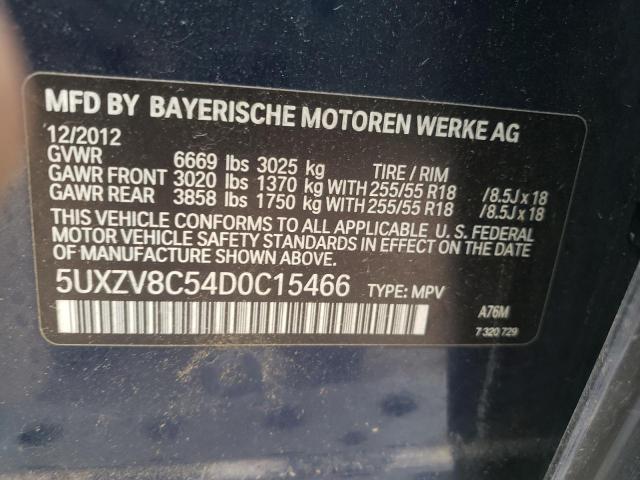 MFD BY BAYERISCHE MOTOREN WERKE AG
12/2012
GVWR 6669 lbs 3025 kg TIRE / RIM
GAWR FRONT 3020 lbs 1370 kg WITH 255/55 R18 /8.5J x 18
GAWR REAR 3858 lbs 1750 kg WITH 255/55 R18 /8.5J x 18
THIS VEHICLE CONFORMS TO ALL APPLICABLE U. S. FEDERAL
MOTOR VEHICLE SAFETY STANDARDS IN EFFECT ON THE DATE
OF MANUFACTURE SHOWN ABOVE.
5UXZV8C54D0C15466 TYPE: MPV
A76M
7 320 729